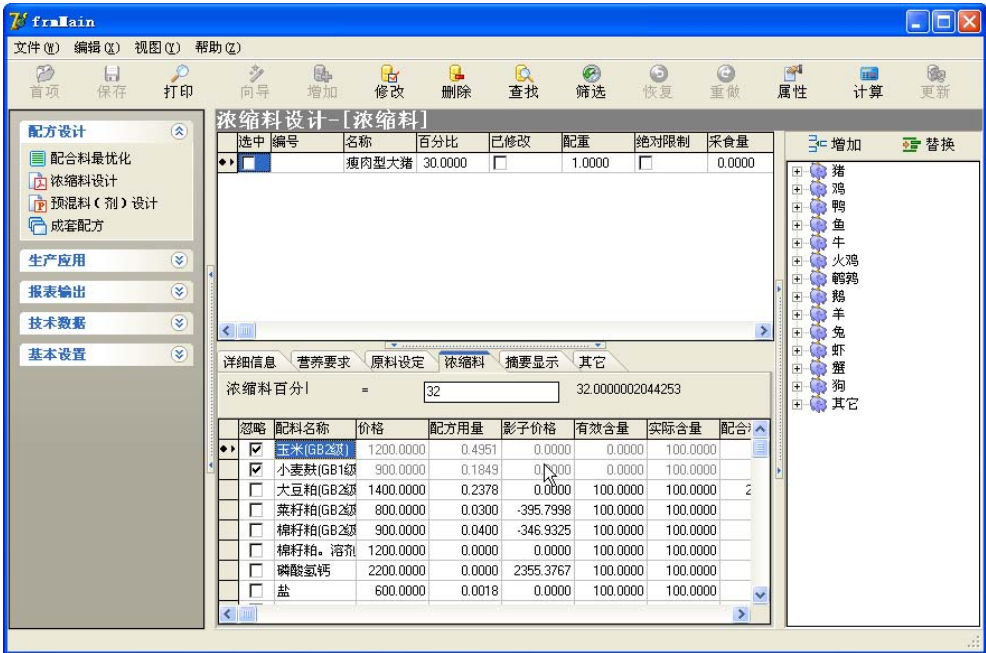 frmMain
文件(W) 编辑(X) 视图(Y) 帮助(Z)
首项 保存 打印 向导 增加 修改 删除 查找 筛选 恢复 重做 属性 计算 更新
配方设计
配合料最优化
浓缩料设计
预混料(剂)设计
成套配方
生产应用
报表输出
技术数据
基本设置
浓缩料设计-[浓缩料]
选中 编号 名称 百分比 已修改 配重 绝对限制 采食量
瘦肉型大猪 30.0000 1.0000 0.0000
详细信息 营养要求 原料设定 浓缩料 摘要显示 其它
浓缩料百分 = 32 32.0000002044253
忽略 配料名称 价格 配方用量 影子价格 有效含量 实际含量 配合
玉米(GB2级) 1200.0000 0.4951 0.0000 0.0000 100.0000
小麦麸(GB1级 900.0000 0.1849 0.0000 0.0000 100.0000
大豆粕(GB2级 1400.0000 0.2378 0.0000 100.0000 100.0000 2
菜籽粕(GB2级 800.0000 0.0300 -395.7998 100.0000 100.0000
棉籽粕(GB2级 900.0000 0.0400 -346.9325 100.0000 100.0000
棉籽粕。溶剂 1200.0000 0.0000 0.0000 100.0000 100.0000
磷酸氢钙 2200.0000 0.0000 2355.3767 100.0000 100.0000
盐 600.0000 0.0018 0.0000 100.0000 100.0000
增加 替换
猪
鸡
鸭
鱼
牛
火鸡
鹌鹑
鹅
羊
兔
虾
蟹
狗
其它